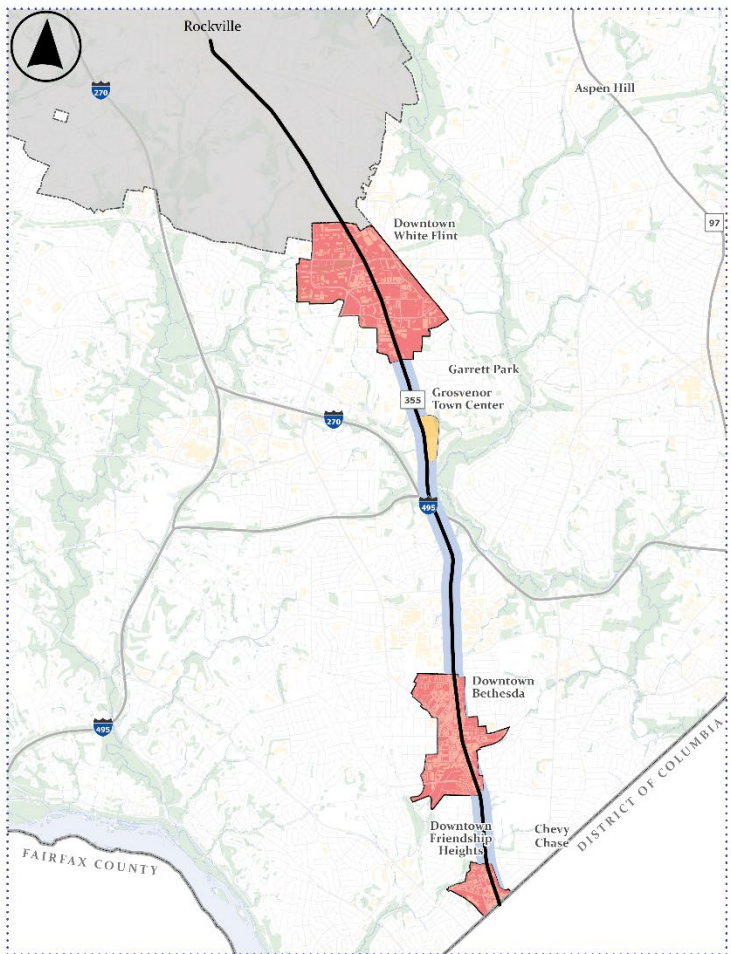 Rockville
270
Aspen Hill
Downtown
White Flint
97
Garrett Park
355
Grosvenor
Town Center
270
495
Downtown
Bethesda
495
DISTRICT OF COLUMBIA
Downtown
Friendship
Heights
Chevy
Chase
FAIRFAX COUNTY